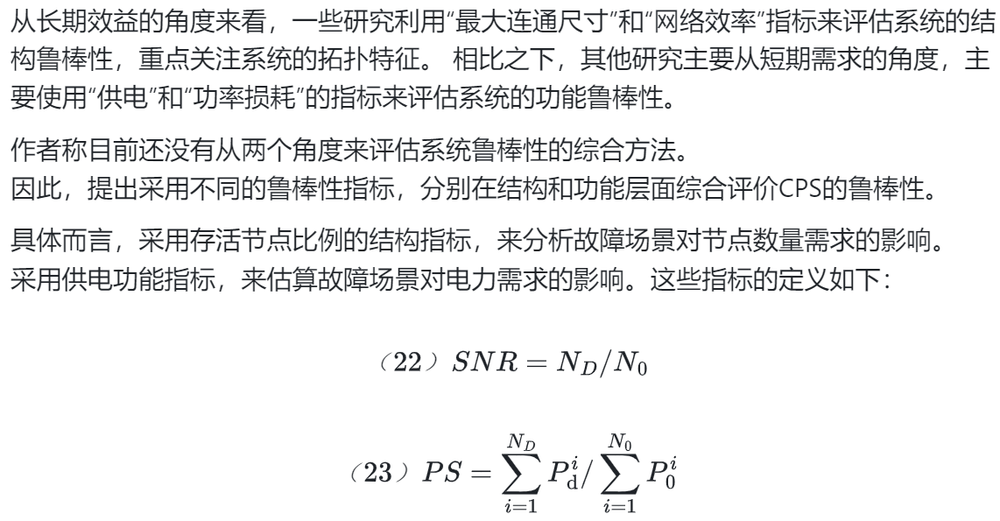 从长期效益的角度来看，一些研究利用“最大连通尺寸”和“网络效率”指标来评估系统的结
构鲁棒性，重点关注系统的拓扑特征。 相比之下，其他研究主要从短期需求的角度，主
要使用“供电”和“功率损耗”的指标来评估系统的功能鲁棒性。
作者称目前还没有从两个角度来评估系统鲁棒性的综合方法。
因此，提出采用不同的鲁棒性指标，分别在结构和功能层面综合评价CPS的鲁棒性。
具体而言，采用存活节点比例的结构指标，来分析故障场景对节点数量需求的影响。
采用供电功能指标，来估算故障场景对电力需求的影响。这些指标的定义如下：
（22）$SNR = N_D/N_0$
（23）$PS = \sum_{i=1}^{N_D} P_{\mathrm{d}}^i / \sum_{i=1}^{N_0} P_0^i$